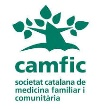 camfic
societat catalana de
medicina familiar i
comunitària